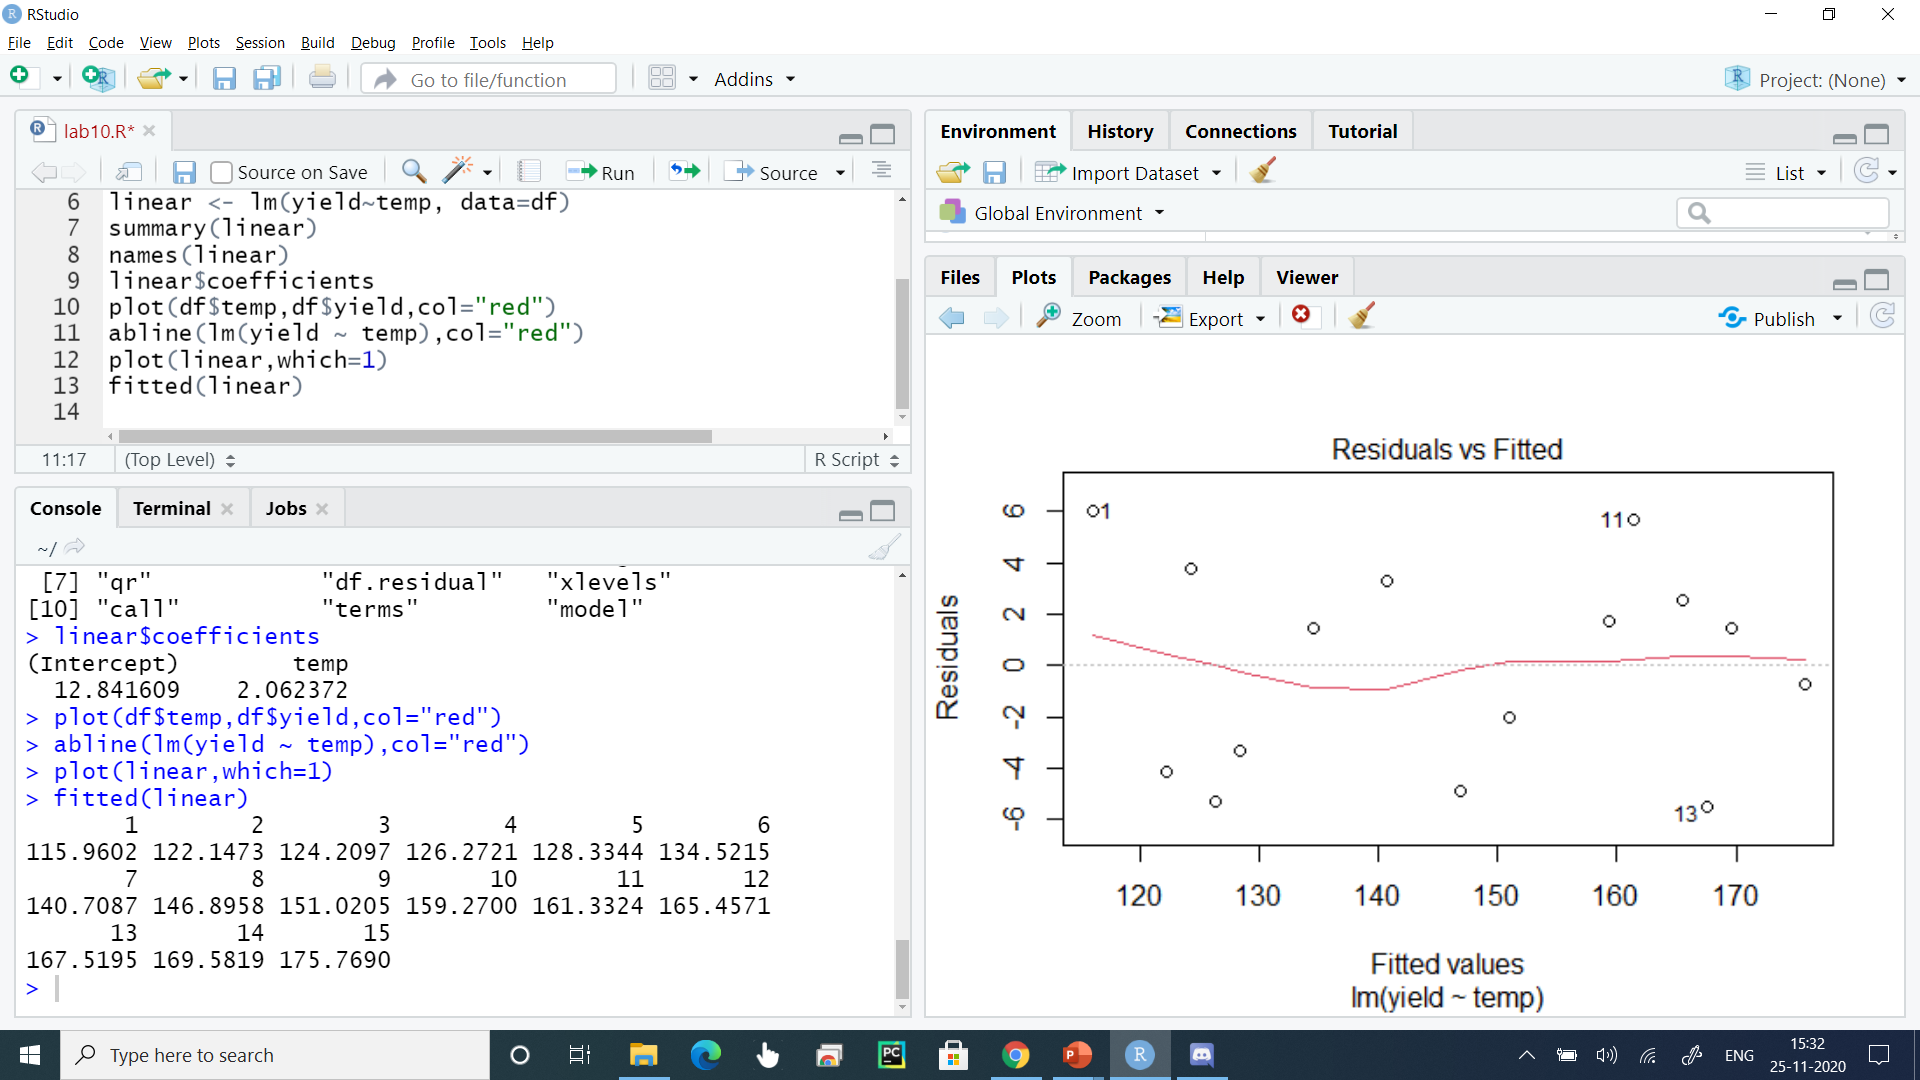 RStudio
File Edit Code View Plots Session Build Debug Profile Tools Help
Go to file/function
Addins
Project: (None)
lab10.R*
Source on Save
Run
Source
6 linear <- lm(yield~temp, data=df)
7 summary(linear)
8 names(linear)
9 linear$coefficients
10 plot(df$temp,df$yield,col="red")
11 abline(lm(yield ~ temp),col="red")
12 plot(linear,which=1)
13 fitted(linear)
14
11:17 (Top Level) R Script
Console Terminal Jobs
~/
[7] "qr" "df.residual" "xlevels"
[10] "call" "terms" "model"
> linear$coefficients
(Intercept) temp
12.841609 2.062372
> plot(df$temp,df$yield,col="red")
> abline(lm(yield ~ temp),col="red")
> plot(linear,which=1)
> fitted(linear)
1 2 3 4 5 6
115.9602 122.1473 124.2097 126.2721 128.3344 134.5215
7 8 9 10 11 12
140.7087 146.8958 151.0205 159.2700 161.3324 165.4571
13 14 15
167.5195 169.5819 175.7690
>
Environment History Connections Tutorial
Import Dataset
List
Global Environment
Files Plots Packages Help Viewer
Zoom Export Publish
Residuals vs Fitted
Residuals
6
4
2
0
-2
-4
-6
1
11
13
120 130 140 150 160 170
Fitted values
lm(yield ~ temp)
Type here to search
PC
P
R
ENG
15:32
25-11-2020